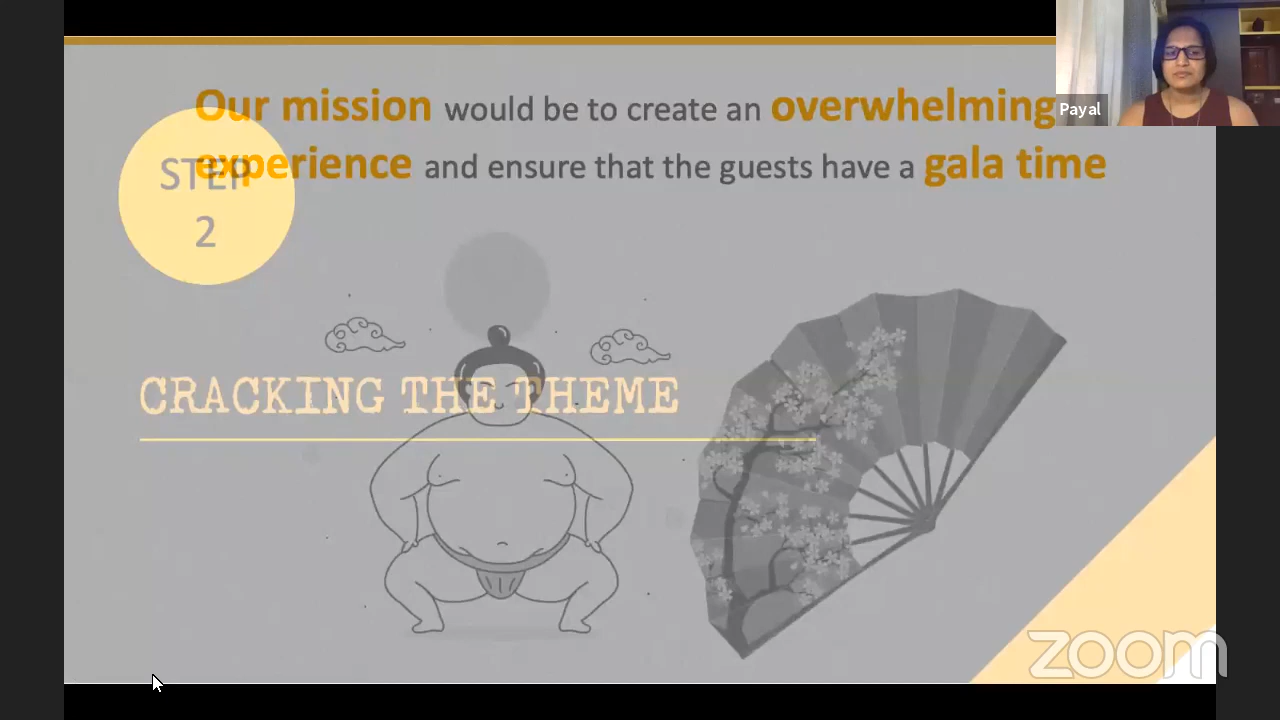 Our mission would be to create an overwhelming
experience and ensure that the guests have a gala time
STEP
2
CRACKING THE THEME
Payal
zoom